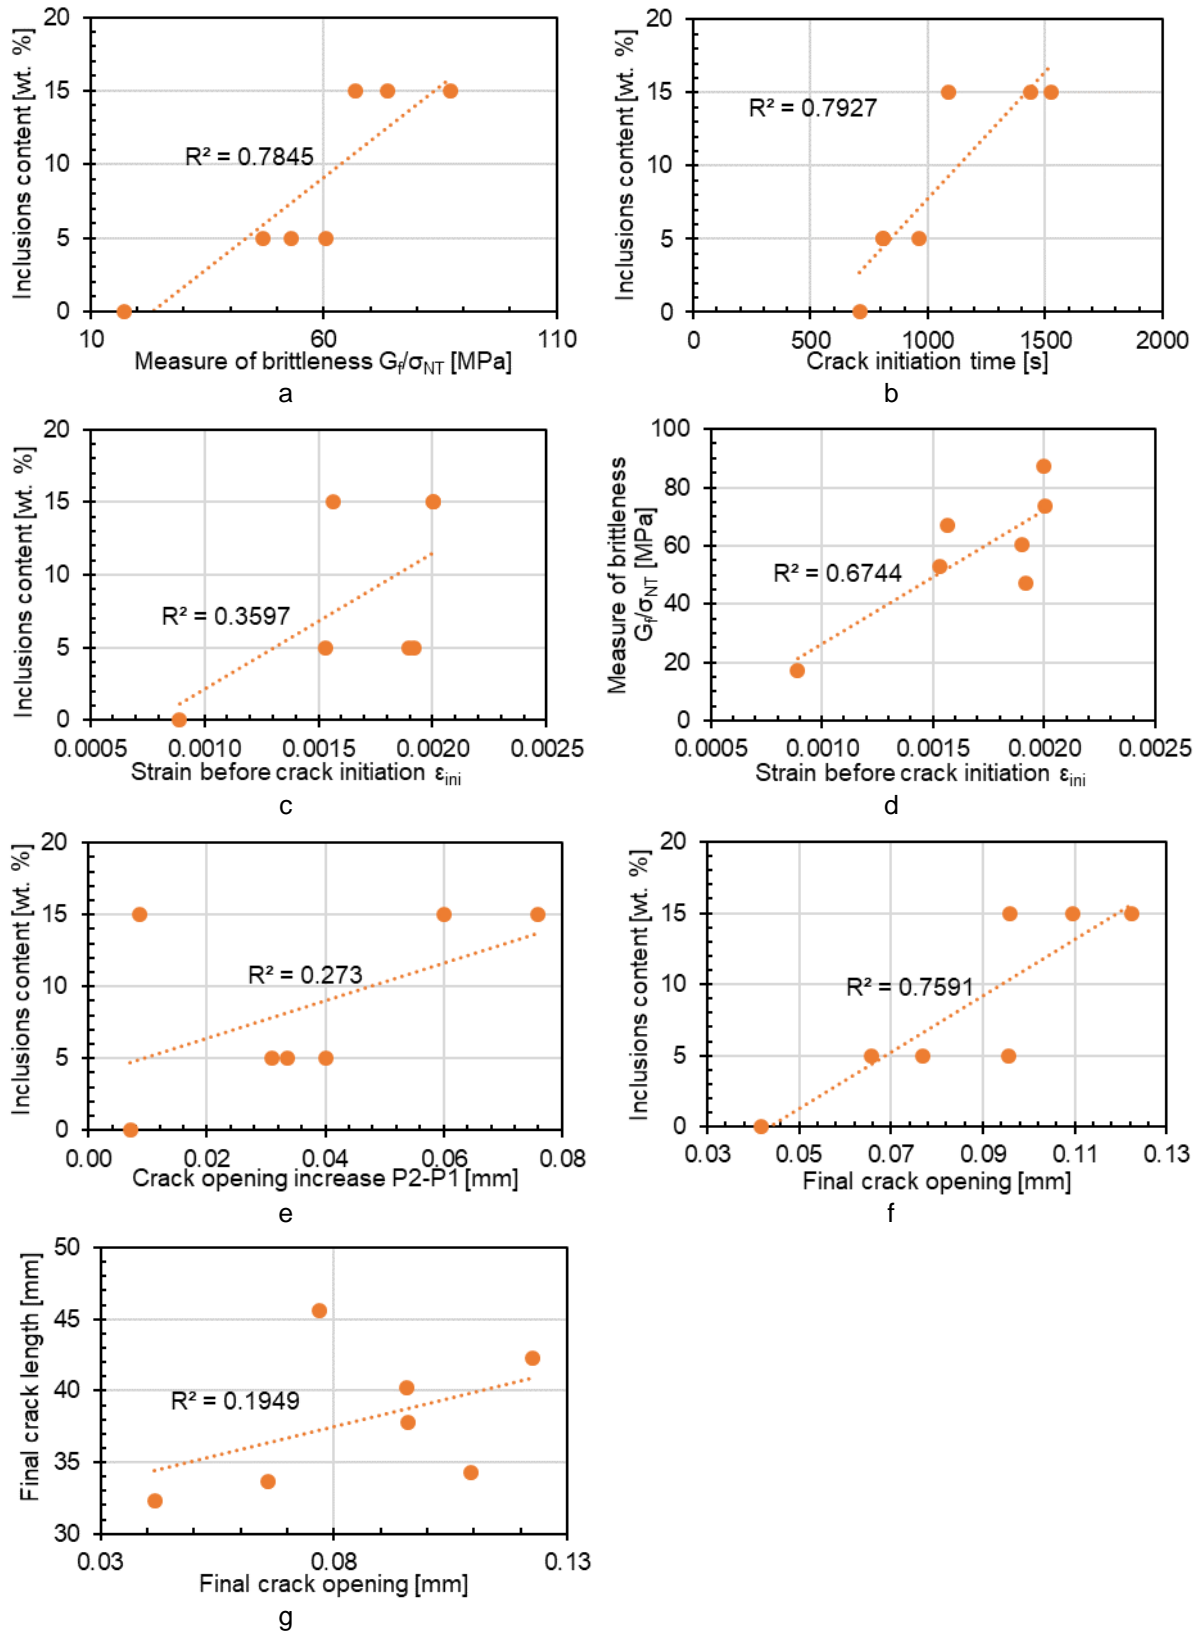 Inclusions content [wt. %]
20
15
10
5
0
R² = 0.7845
10
60
110
Measure of brittleness Gf/σNT [MPa]
a
Inclusions content [wt. %]
20
15
10
5
0
R² = 0.7927
0
500
1000
1500
2000
Crack initiation time [s]
b
Inclusions content [wt. %]
20
15
10
5
0
R² = 0.3597
0.0005
0.0010
0.0015
0.0020
0.0025
Strain before crack initiation εini
c
Measure of brittleness
Gf/σNT [MPa]
100
80
60
40
20
0
R² = 0.6744
0.0005
0.0010
0.0015
0.0020
0.0025
Strain before crack initiation εini
d
Inclusions content [wt. %]
20
15
10
5
0
R² = 0.273
0.00
0.02
0.04
0.06
0.08
Crack opening increase P2-P1 [mm]
e
Inclusions content [wt. %]
20
15
10
5
0
R² = 0.7591
0.03
0.05
0.07
0.09
0.11
0.13
Final crack opening [mm]
f
Final crack length [mm]
50
45
40
35
30
R² = 0.1949
0.03
0.08
0.13
Final crack opening [mm]
g